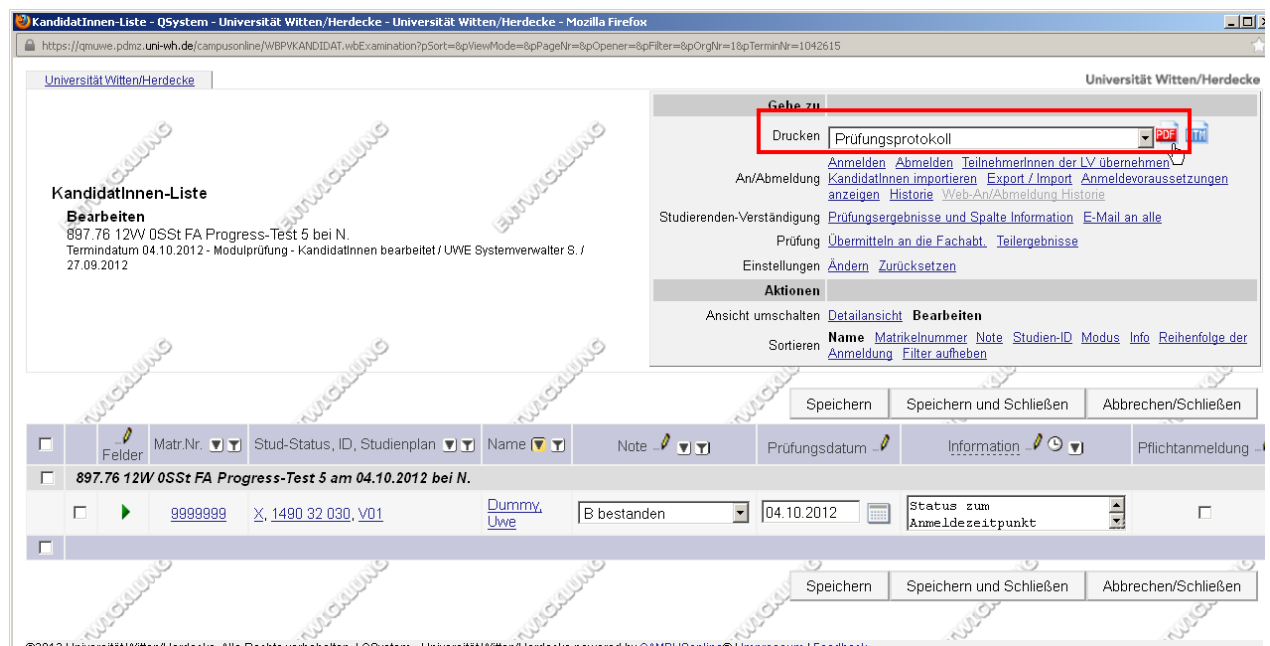 KandidatInnen-Liste - QSystem - Universität Witten/Herdecke - Universität Witten/Herdecke - Mozilla Firefox
https://qmuwe.pdmz.uni-wh.de/campusonline/WBPVKANDIDAT.wbExamination?pSort=&pViewMode=&pPageNr=&pOpener=&pFilter=&pOrgNr=1&pTerminNr=1042615
Universität Witten/Herdecke
Universität Witten/Herdecke
KandidatInnen-Liste
Bearbeiten
897.76 12W 0SSt FA Progress-Test 5 bei N.
Termindatum 04.10.2012 - Modulprüfung - KandidatInnen bearbeitet / UWE Systemverwalter S. /
27.09.2012
Gehe zu
Drucken Prüfungsprotokoll PDF HTM
Anmelden Abmelden TeilnehmerInnen der LV übernehmen
An/Abmeldung KandidatInnen importieren Export / Import Anmeldevoraussetzungen
anzeigen Historie Web-An/Abmeldung Historie
Studierenden-Verständigung Prüfungsergebnisse und Spalte Information E-Mail an alle
Prüfung Übermitteln an die Fachabt. Teilergebnisse
Einstellungen Ändern Zurücksetzen
Aktionen
Ansicht umschalten Detailansicht Bearbeiten
Sortieren Name Matrikelnummer Note Studien-ID Modus Info Reihenfolge der
Anmeldung Filter aufheben
ENTWICKLUNG ENTWICKLUNG ENTWICKLUNG
Speichern Speichern und Schließen Abbrechen/Schließen
Felder Matr.Nr. Stud-Status, ID, Studienplan Name Note Prüfungsdatum Information Pflichtanmeldung
897.76 12W 0SSt FA Progress-Test 5 am 04.10.2012 bei N.
9999999 X, 1490 32 030, V01 Dummy, Uwe B bestanden 04.10.2012 Status zum
Anmeldezeitpunkt
Speichern Speichern und Schließen Abbrechen/Schließen